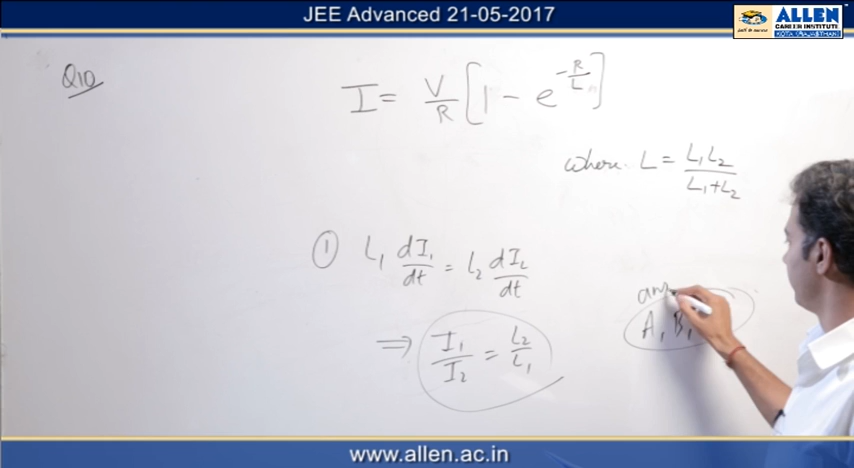 JEE Advanced 21-05-2017
ALLEN
CAREER INSTITUTE
KOTA (RAJASTHAN)
Q10
I = V/R [1 - e^(-R/L)]
where L = L₁L₂/(L₁+L₂)
① L₁ dI₁/dt = L₂ dI₂/dt
⇒ I₁/I₂ = L₂/L₁
ans
A, B,
www.allen.ac.in